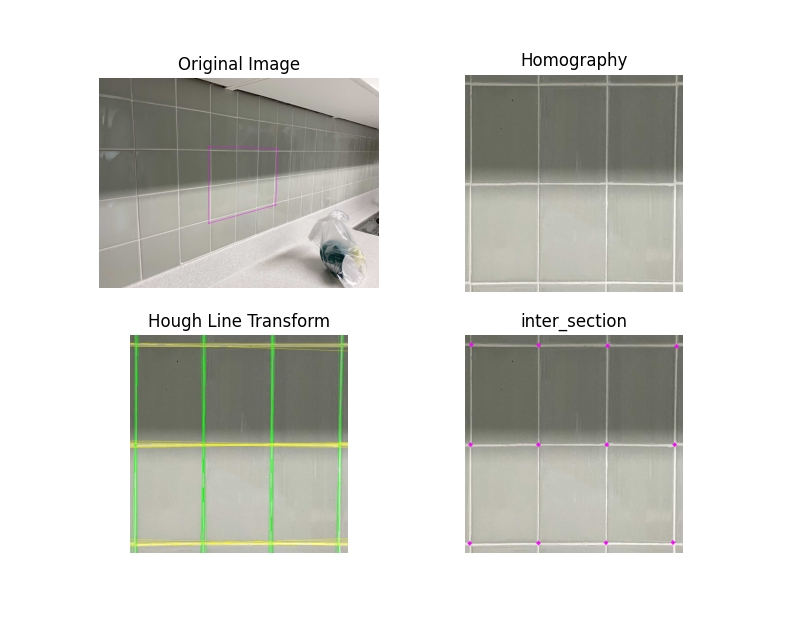 Original Image
Homography
Hough Line Transform
inter_section